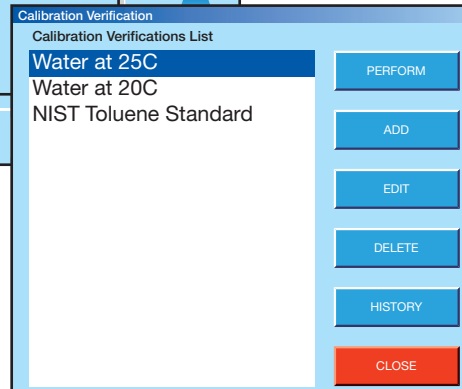 Calibration Verification
Calibration Verifications List
Water at 25C
Water at 20C
NIST Toluene Standard
PERFORM
ADD
EDIT
DELETE
HISTORY
CLOSE